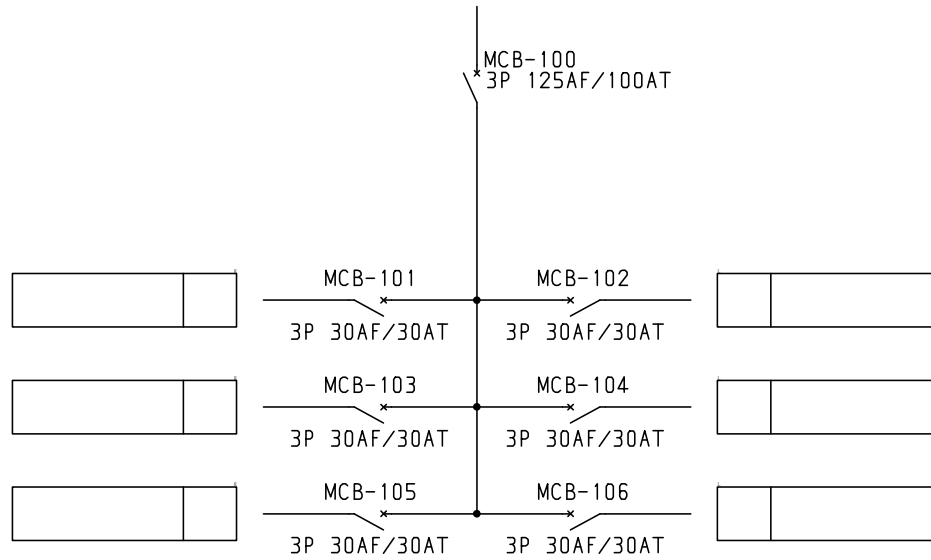 MCB-100
3P 125AF/100AT
MCB-101
MCB-102
3P 30AF/30AT
3P 30AF/30AT
MCB-103
MCB-104
3P 30AF/30AT
3P 30AF/30AT
MCB-105
MCB-106
3P 30AF/30AT
3P 30AF/30AT